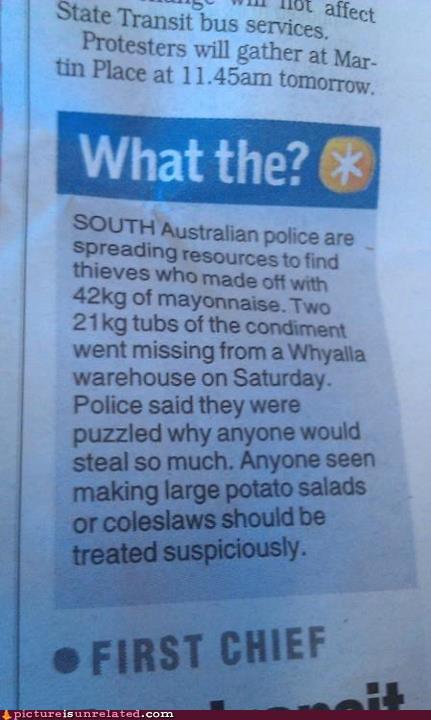 will not affect
State Transit bus services.
Protesters will gather at Mar-
tin Place at 11.45am tomorrow.
What the?
SOUTH Australian police are
spreading resources to find
thieves who made off with
42kg of mayonnaise. Two
21kg tubs of the condiment
went missing from a Whyalla
warehouse on Saturday.
Police said they were
puzzled why anyone would
steal so much. Anyone seen
making large potato salads
or coleslaws should be
treated suspiciously.
● FIRST CHIEF
pictureisunrelated.com